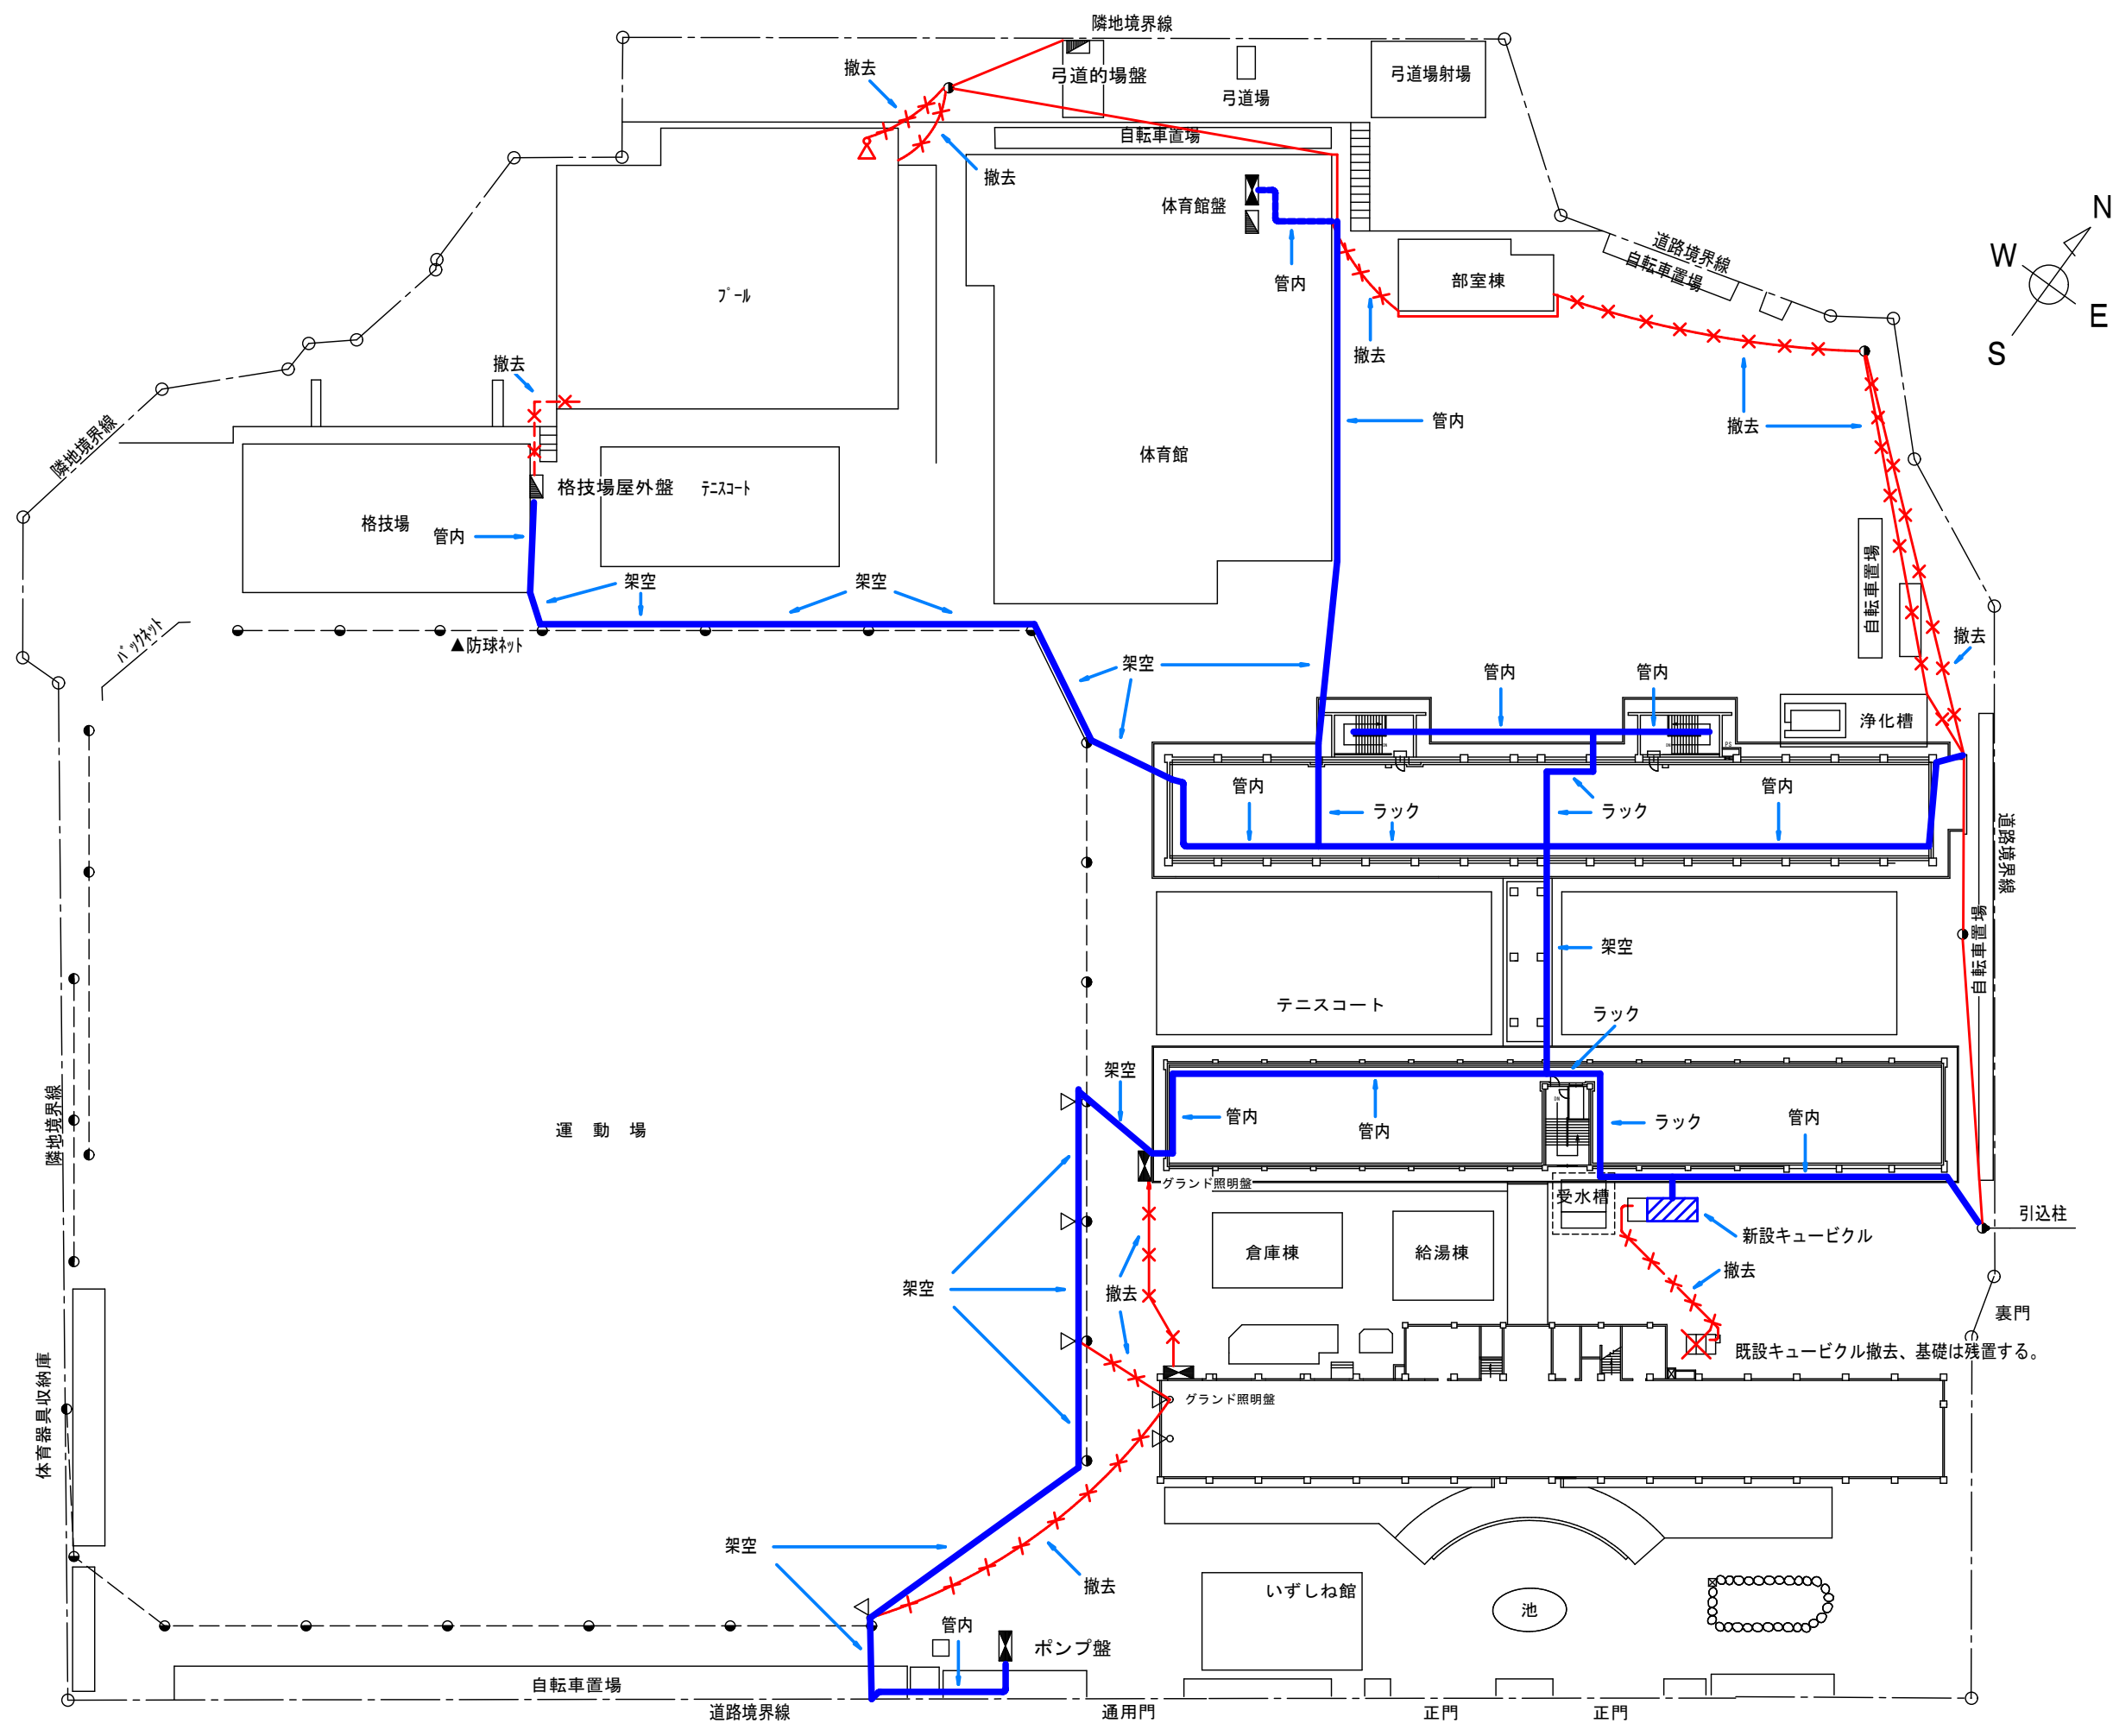 隣地境界線
撤去
弓道的場盤
弓道場
弓道場射場
自転車置場
撤去
体育館盤
管内
道路境界線
自転車置場
N
W
E
S
部室棟
プール
撤去
撤去
管内
撤去
隣地境界線
体育館
格技場屋外盤
テニスコート
格技場
管内
架空
架空
自転車置場
撤去
バックネット
▲防球ネット
架空
管内
管内
浄化槽
管内
ラック
ラック
管内
道路境界線
自転車置場
架空
テニスコート
ラック
架空
管内
管内
ラック
管内
隣地境界線
運動場
グランド照明盤
受水槽
引込柱
新設キュービクル
倉庫棟
給湯棟
撤去
撤去
架空
裏門
既設キュービクル撤去、基礎は残置する。
体育器具収納庫
グランド照明盤
架空
撤去
いずしね館
池
管内
ポンプ盤
自転車置場
道路境界線
通用門
正門
正門